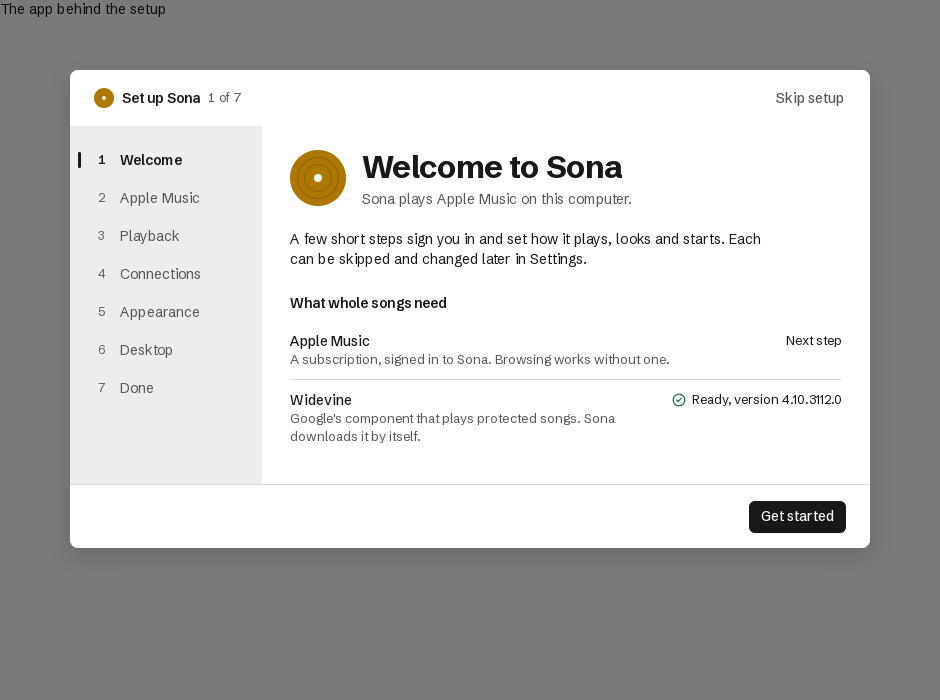 The app behind the setup
Set up Sona 1 of 7
Skip setup
1 Welcome
2 Apple Music
3 Playback
4 Connections
5 Appearance
6 Desktop
7 Done
Welcome to Sona
Sona plays Apple Music on this computer.
A few short steps sign you in and set how it plays, looks and starts. Each
can be skipped and changed later in Settings.
What whole songs need
Apple Music
Next step
A subscription, signed in to Sona. Browsing works without one.
Widevine
Ready, version 4.10.3112.0
Google's component that plays protected songs. Sona
downloads it by itself.
Get started